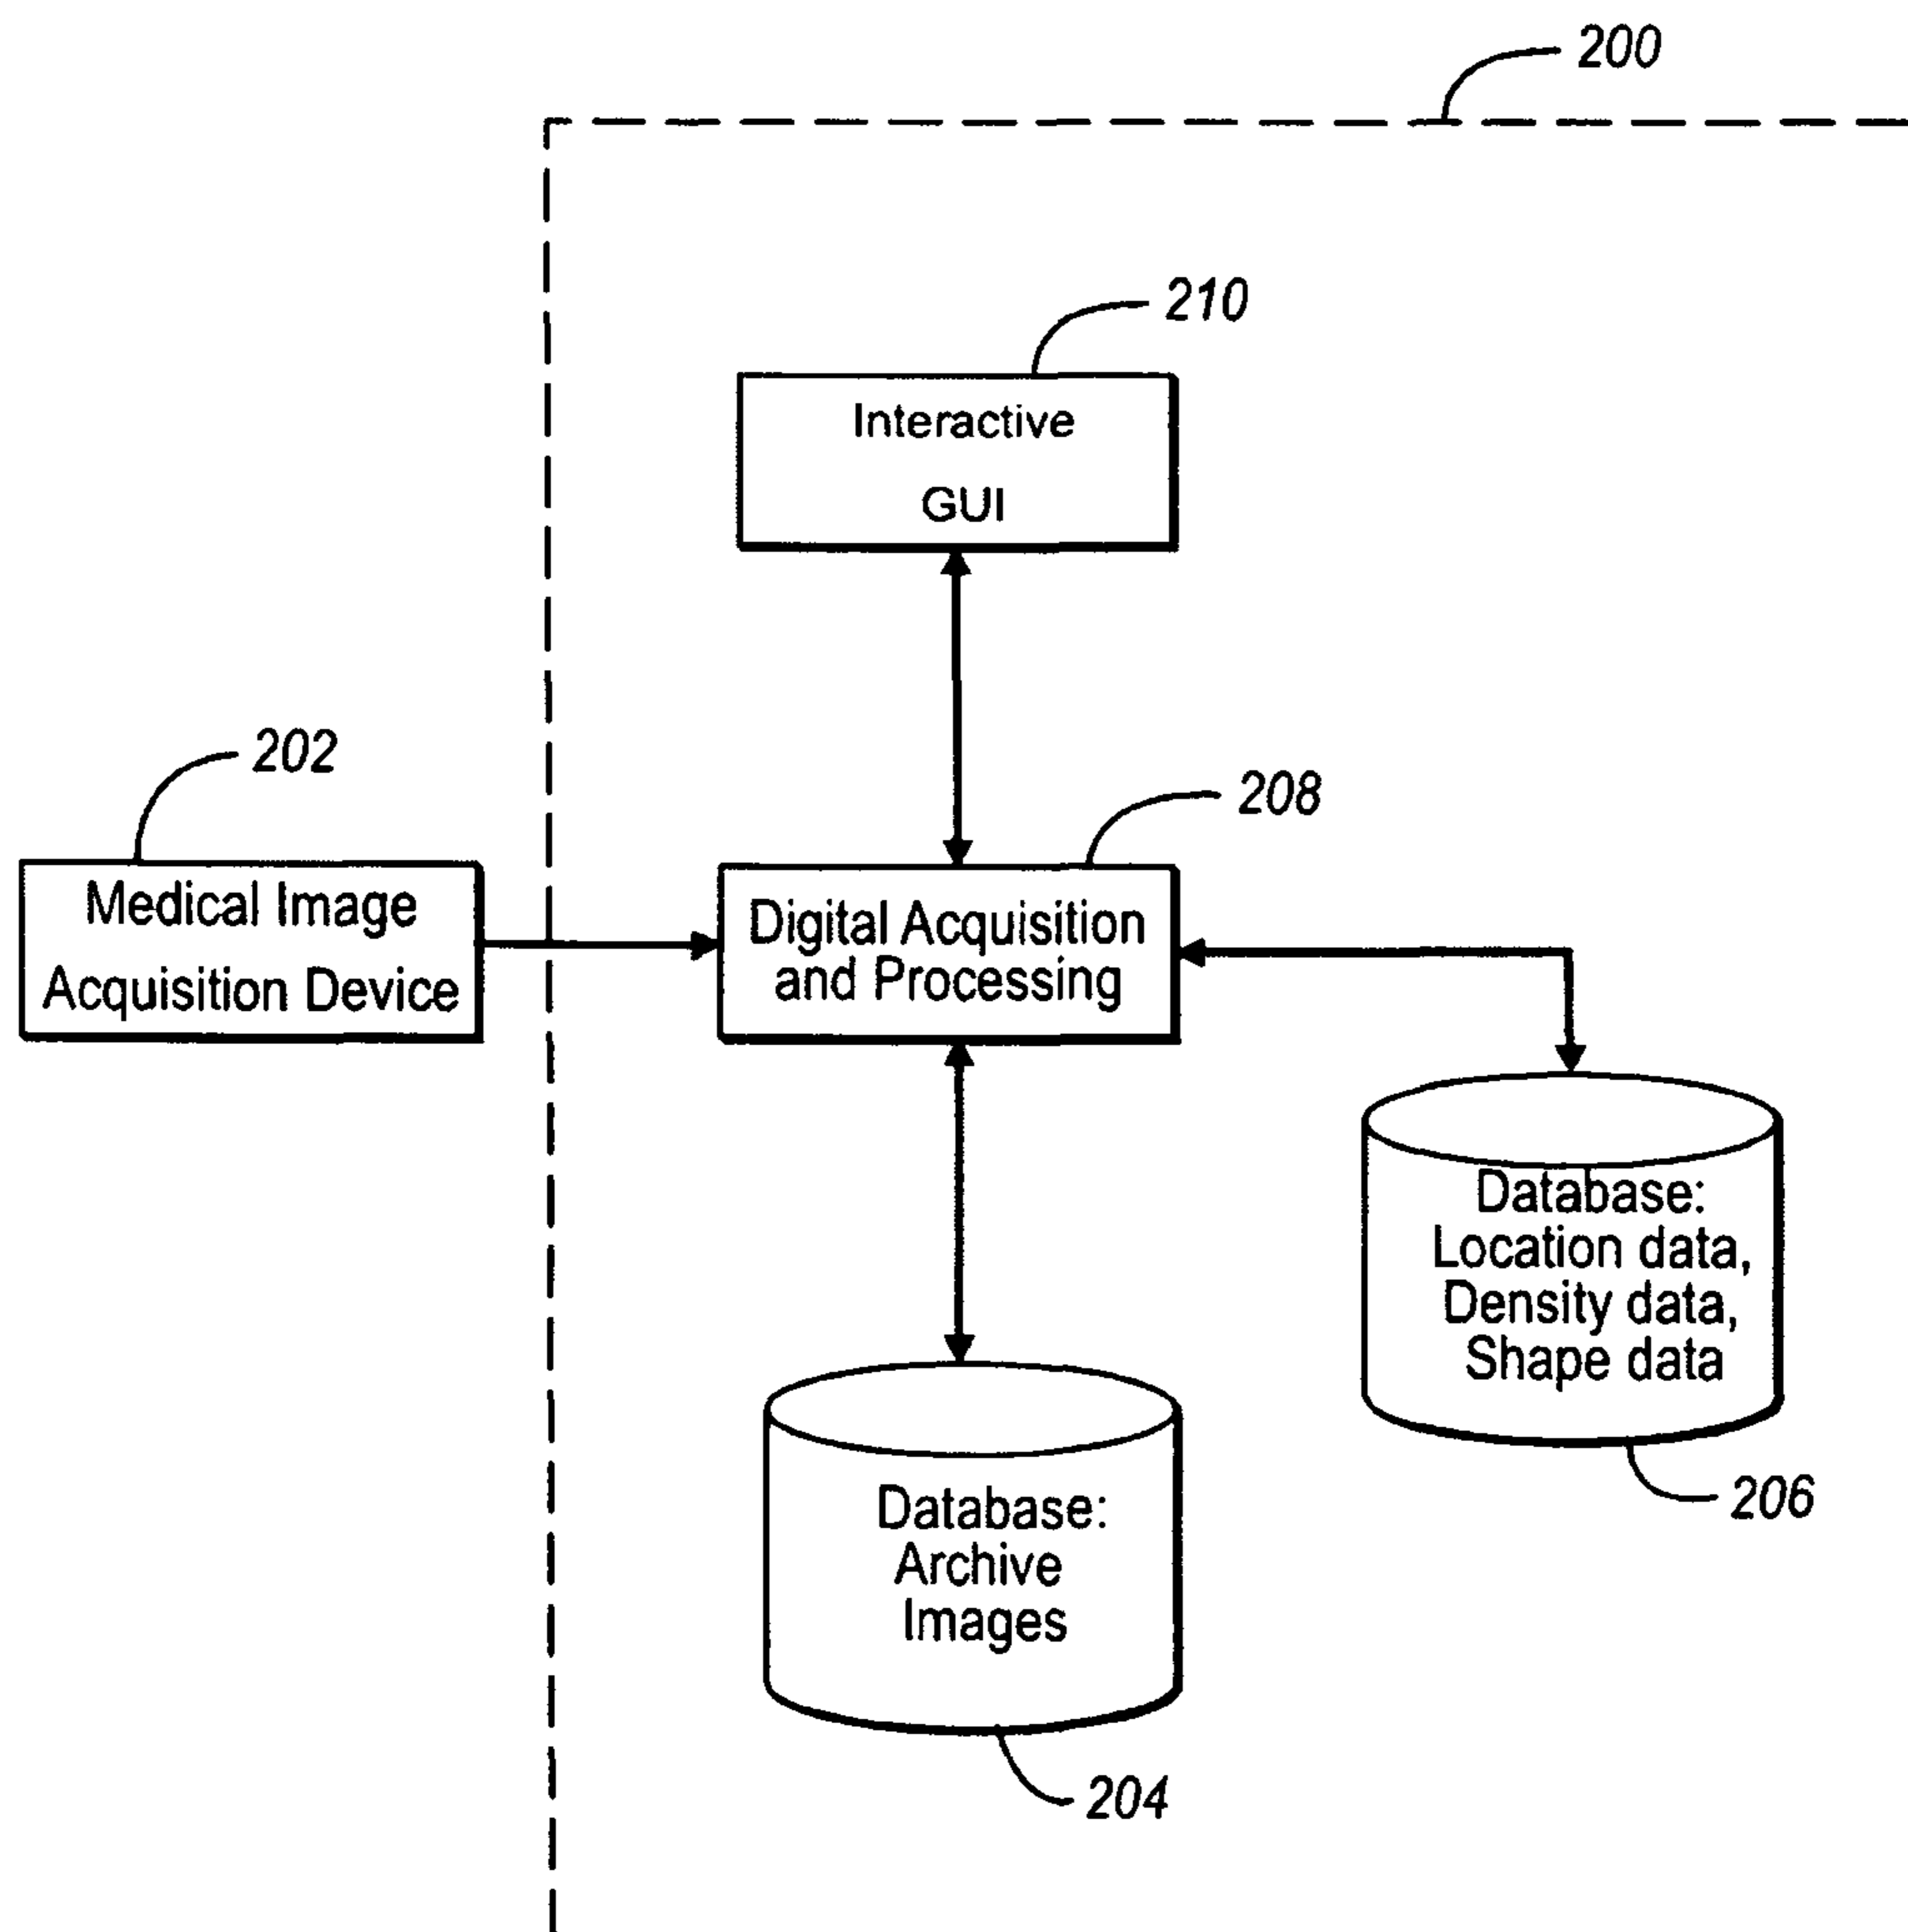 200
210
Interactive
GUI
202
208
Medical Image
Acquisition Device
Digital Acquisition
and Processing
Database:
Location data,
Density data,
Shape data
206
Database:
Archive
Images
204